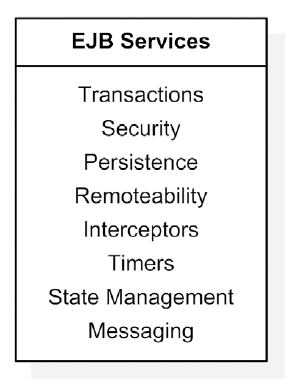 EJB Services
Transactions
Security
Persistence
Remoteability
Interceptors
Timers
State Management
Messaging